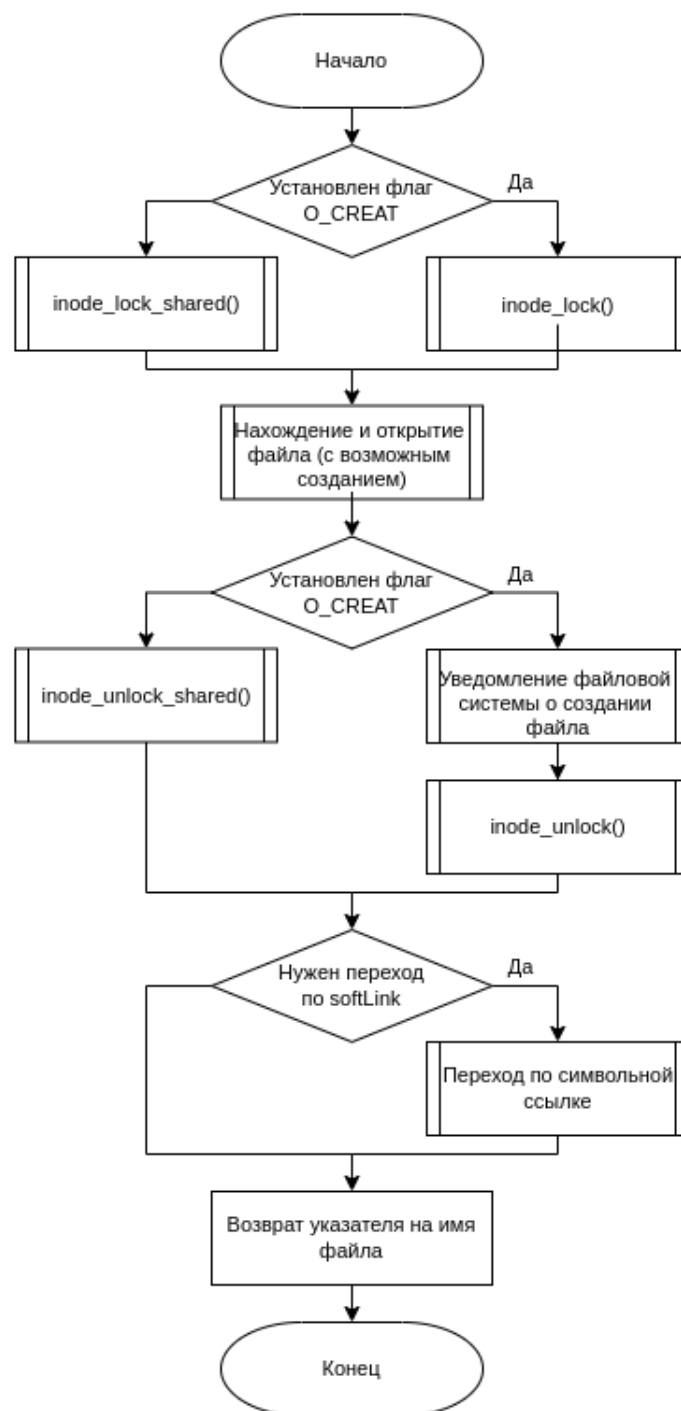 Начало
Установлен флаг
O_CREAT
Да
inode_lock_shared()
inode_lock()
Нахождение и открытие
файла (с возможным
созданием)
Установлен флаг
O_CREAT
Да
inode_unlock_shared()
Уведомление файловой
системы о создании
файла
inode_unlock()
Нужен переход
по softLink
Да
Переход по символьной
ссылке
Возврат указателя на имя
файла
Конец